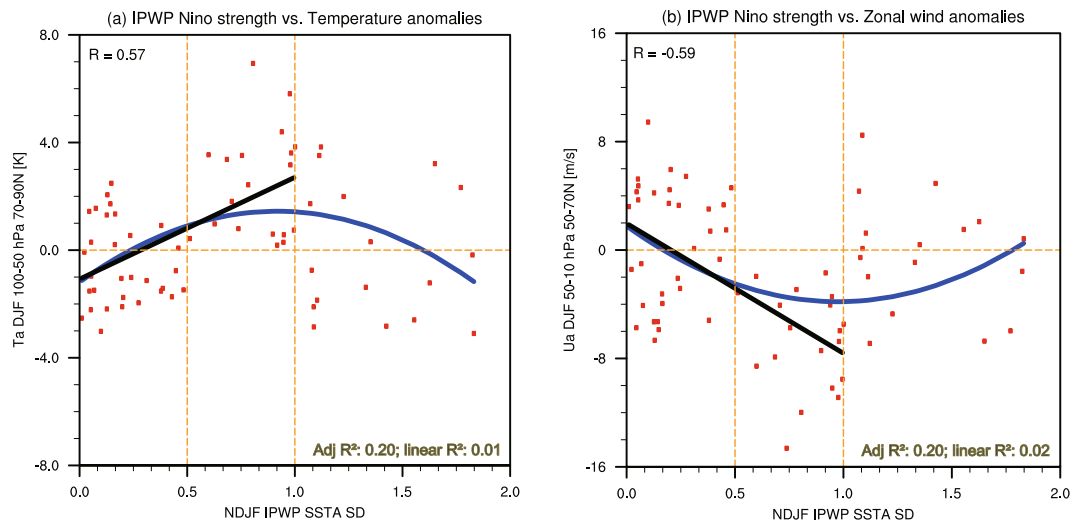 (a) IPWP Nino strength vs. Temperature anomalies
R = 0.57
8.0
4.0
0.0
-4.0
-8.0
Ta DJF 100-50 hPa 70-90N [K]
Adj R²: 0.20; linear R²: 0.01
0.0 0.5 1.0 1.5 2.0
NDJF IPWP SSTA SD
(b) IPWP Nino strength vs. Zonal wind anomalies
R = -0.59
16
8
0
-8
-16
Ua DJF 50-10 hPa 50-70N [m/s]
Adj R²: 0.20; linear R²: 0.02
0.0 0.5 1.0 1.5 2.0
NDJF IPWP SSTA SD